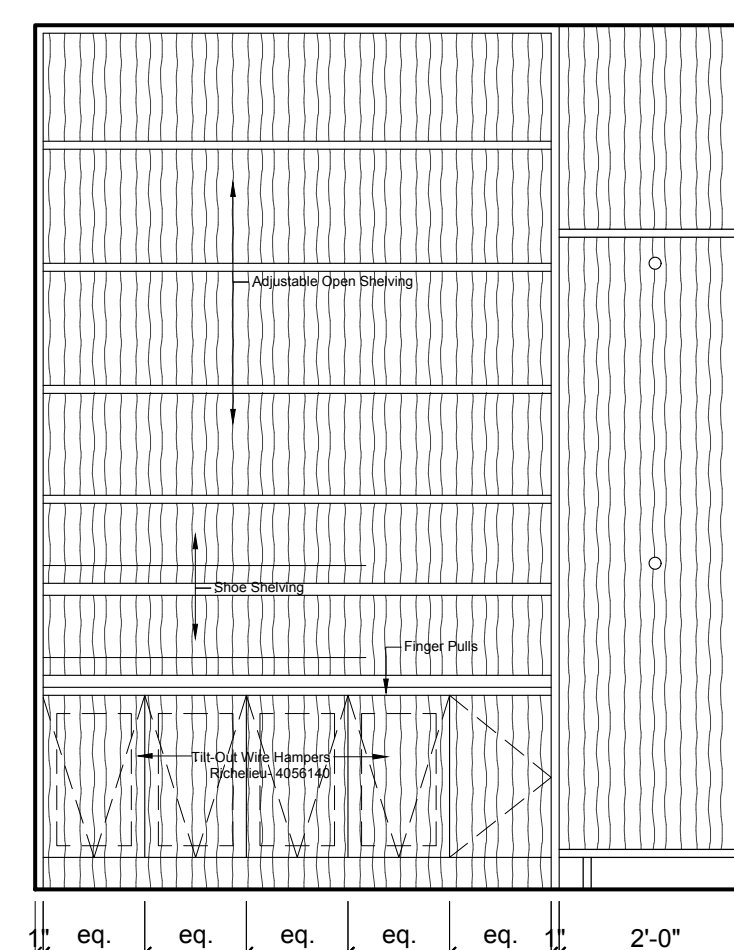 Adjustable Open Shelving
Shoe Shelving
Finger Pulls
Tilt-Out Wire Hampers
Richelieu- 4056140
1" eq. eq. eq. eq. eq. 1" 2'-0"